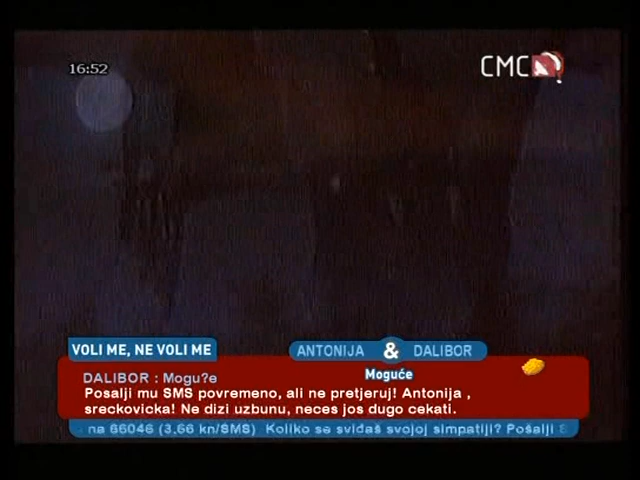 16:52
CMC
VOLI ME, NE VOLI ME
ANTONIJA & DALIBOR
Moguće
DALIBOR : Mogu?e
Posalji mu SMS povremeno, ali ne pretjeruj! Antonija ,
sreckovicka! Ne dizi uzbunu, neces jos dugo cekati.
na 66046 (3,66 kn/SMS) Koliko se sviđaš svojoj simpatiji? Pošalji